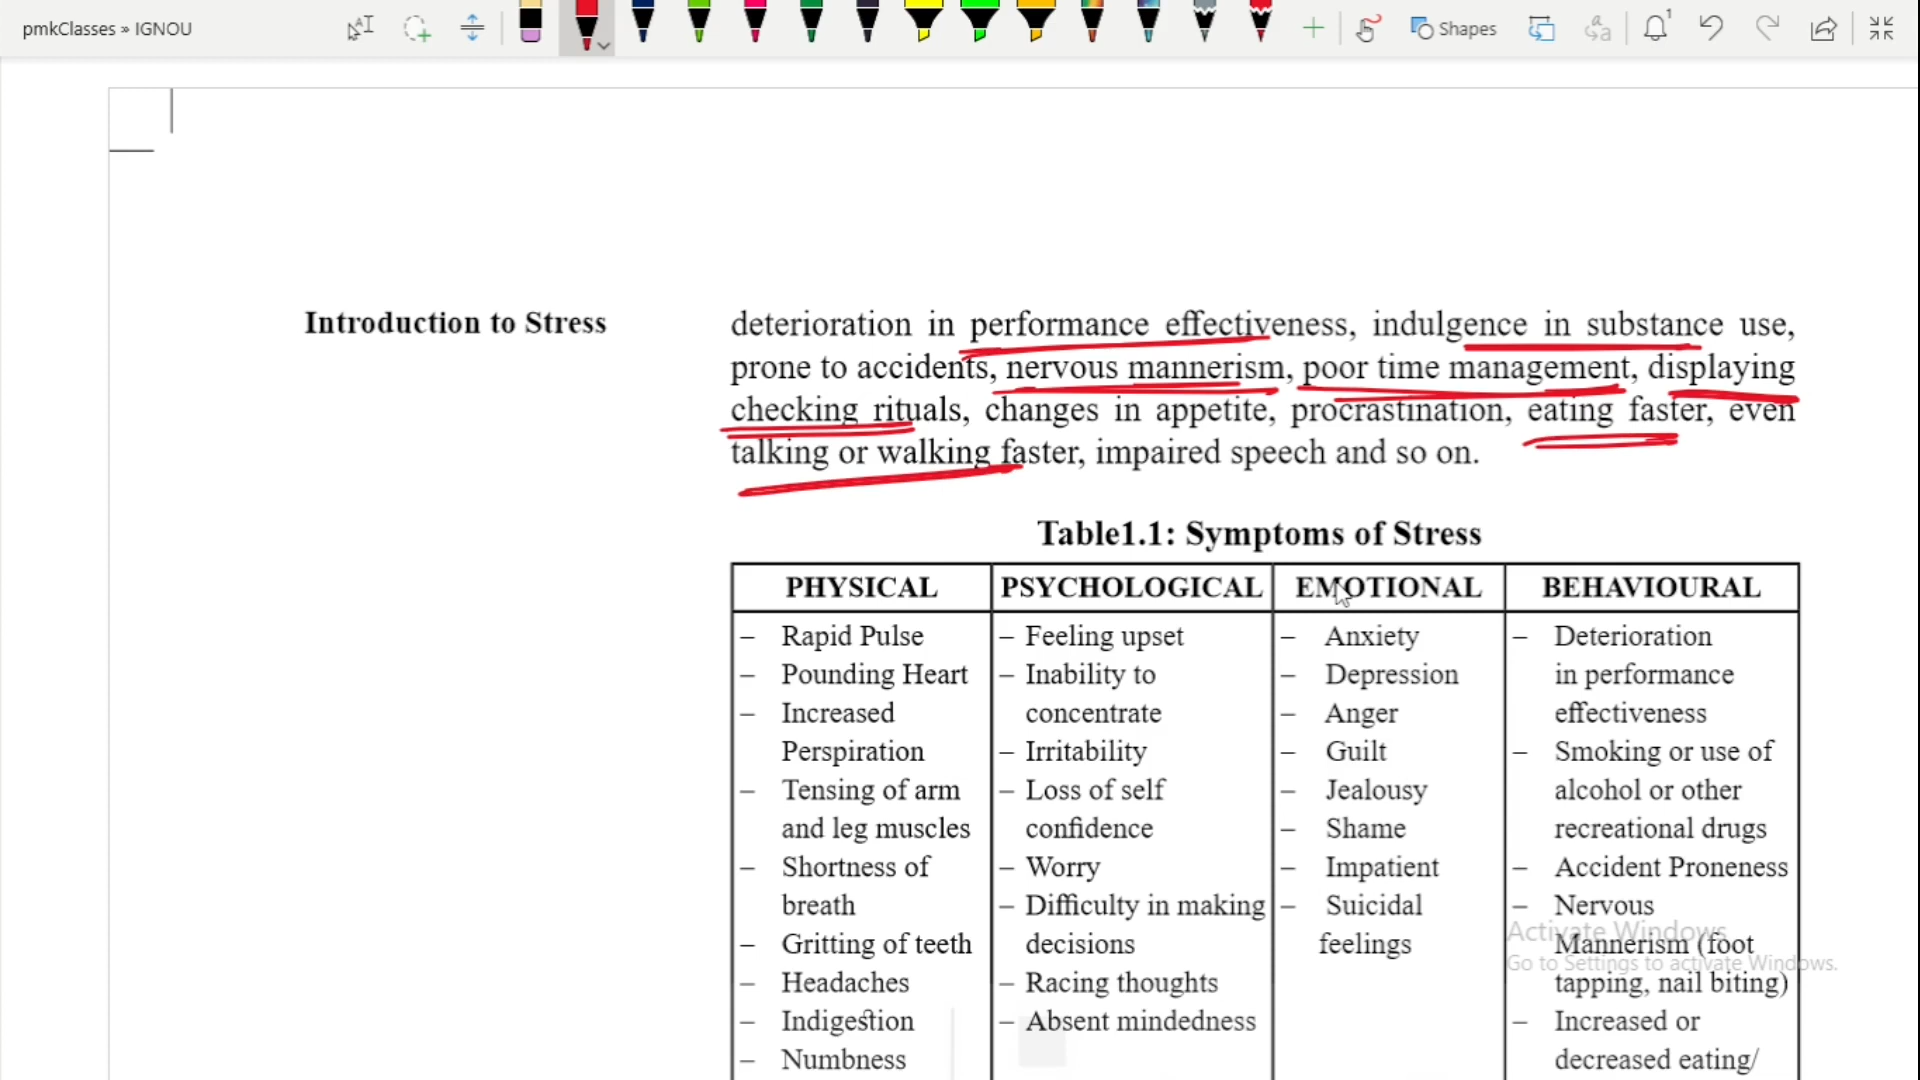 pmkClasses » IGNOU
Shapes
1
Introduction to Stress
deterioration in performance effectiveness, indulgence in substance use,
prone to accidents, nervous mannerism, poor time management, displaying
checking rituals, changes in appetite, procrastination, eating faster, even
talking or walking faster, impaired speech and so on.
Table1.1: Symptoms of Stress
PHYSICAL
– Rapid Pulse
– Pounding Heart
– Increased
Perspiration
– Tensing of arm
and leg muscles
– Shortness of
breath
– Gritting of teeth
– Headaches
– Indigestion
– Numbness
PSYCHOLOGICAL
– Feeling upset
– Inability to
concentrate
– Irritability
– Loss of self
confidence
– Worry
– Difficulty in making
decisions
– Racing thoughts
– Absent mindedness
EMOTIONAL
– Anxiety
– Depression
– Anger
– Guilt
– Jealousy
– Shame
– Impatient
– Suicidal
feelings
BEHAVIOURAL
– Deterioration
in performance
effectiveness
– Smoking or use of
alcohol or other
recreational drugs
– Accident Proneness
– Nervous
Mannerism (foot
tapping, nail biting)
– Increased or
decreased eating/
Activate Windows
Go to Settings to activate Windows.